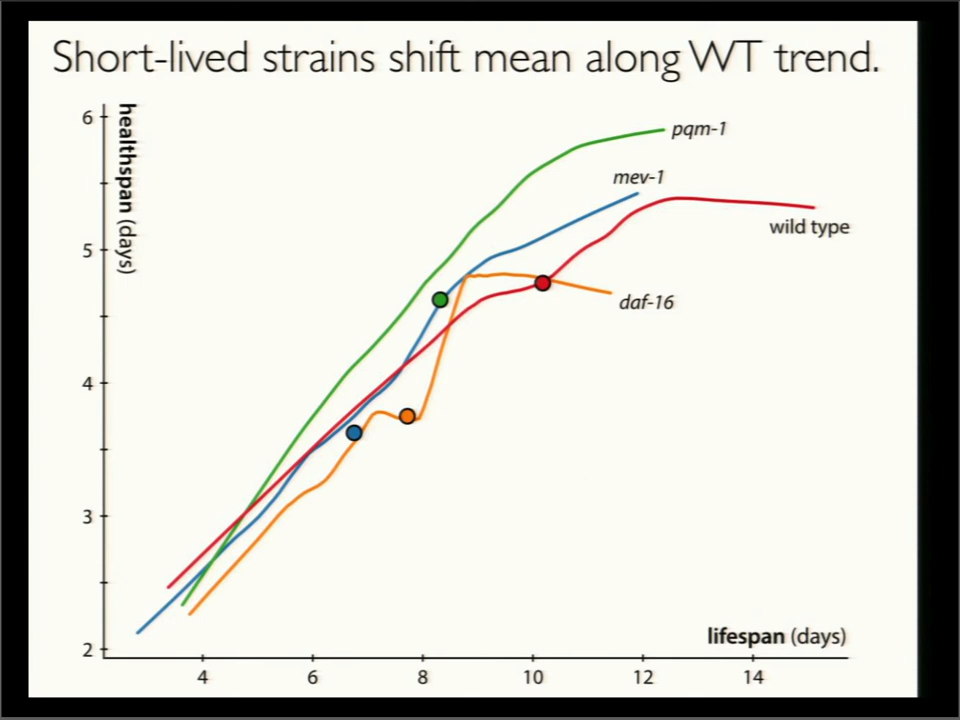 Short-lived strains shift mean along WT trend.
healthspan (days)
6
5
4
3
2
pqm-1
mev-1
wild type
daf-16
lifespan (days)
4 6 8 10 12 14